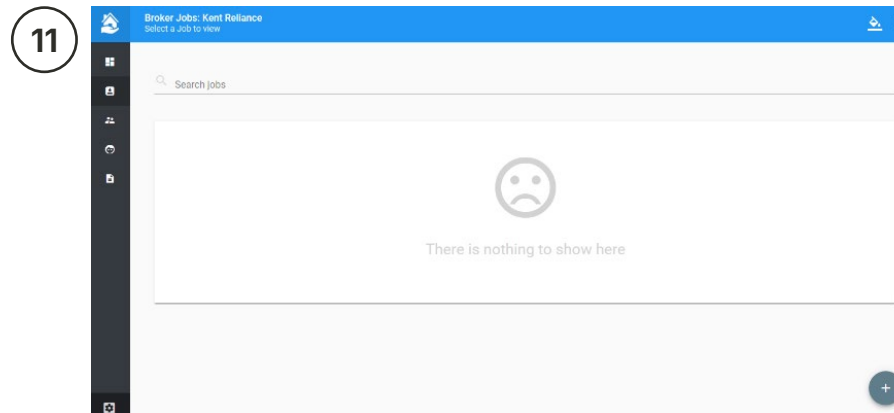 11
Broker Jobs: Kent Reliance
Select a Job to view
Search jobs
There is nothing to show here